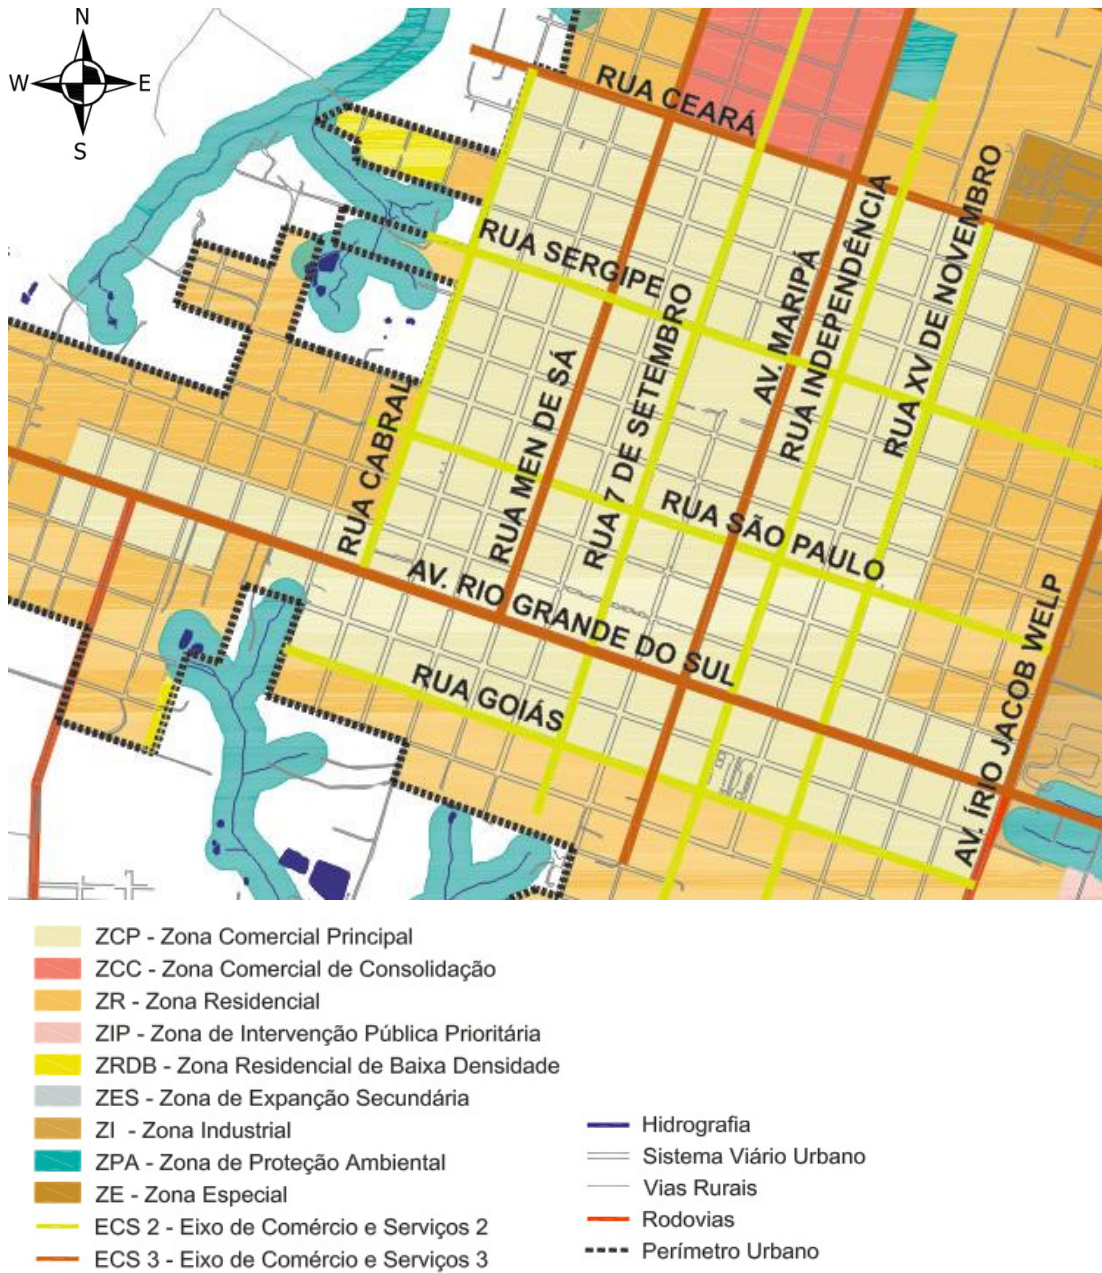 N
W
E
S
RUA CEARÁ
RUA SERGIPE
RUA CABRAL
RUA MEN DE SÁ
RUA 7 DE SETEMBRO
AV. MARIPÁ
RUA INDEPENDÊNCIA
RUA XV DE NOVEMBRO
RUA SÃO PAULO
AV. RIO GRANDE DO SUL
RUA GOIÁS
AV. ÍRIO JACOB WELP
ZCP - Zona Comercial Principal
ZCC - Zona Comercial de Consolidação
ZR - Zona Residencial
ZIP - Zona de Intervenção Pública Prioritária
ZRDB - Zona Residencial de Baixa Densidade
ZES - Zona de Expanção Secundária
ZI - Zona Industrial
ZPA - Zona de Proteção Ambiental
ZE - Zona Especial
ECS 2 - Eixo de Comércio e Serviços 2
ECS 3 - Eixo de Comércio e Serviços 3
Hidrografia
Sistema Viário Urbano
Vias Rurais
Rodovias
Perímetro Urbano